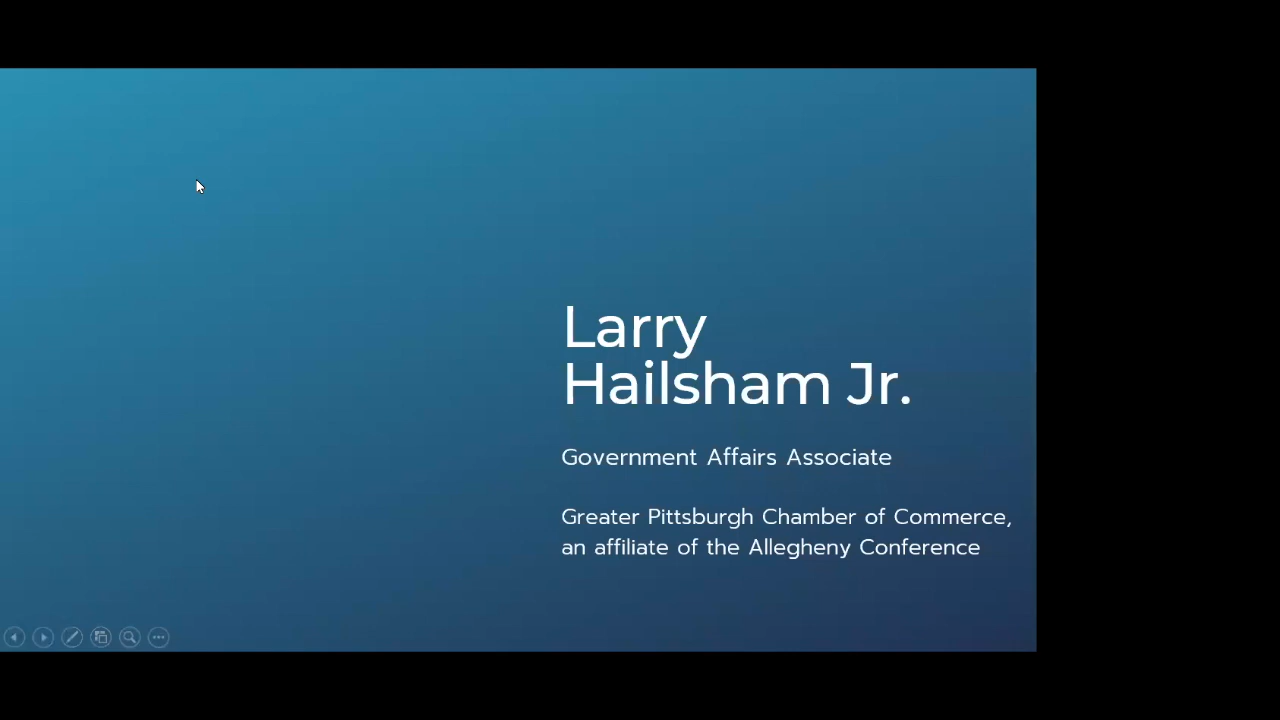 Larry
Hailsham Jr.
Government Affairs Associate
Greater Pittsburgh Chamber of Commerce,
an affiliate of the Allegheny Conference